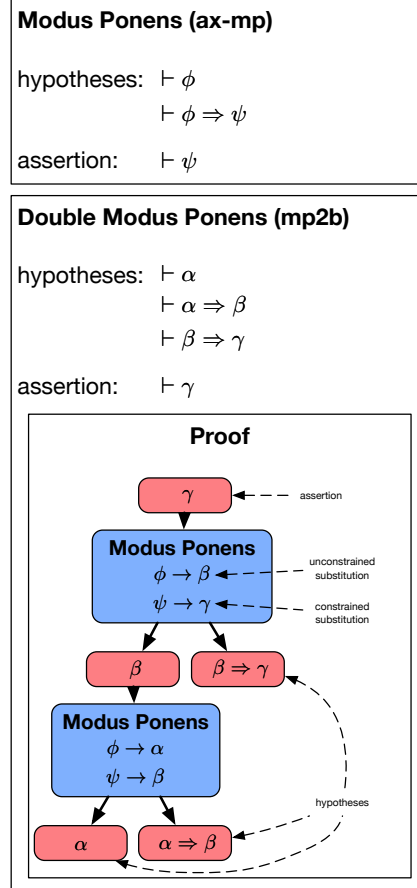 Modus Ponens (ax-mp)
hypotheses: ⊢ ϕ
⊢ ϕ ⇒ ψ
assertion: ⊢ ψ
Double Modus Ponens (mp2b)
hypotheses: ⊢ α
⊢ α ⇒ β
⊢ β ⇒ γ
assertion: ⊢ γ
Proof
γ
assertion
Modus Ponens
ϕ → β
unconstrained
substitution
ψ → γ
constrained
substitution
β
β ⇒ γ
Modus Ponens
ϕ → α
ψ → β
hypotheses
α
α ⇒ β